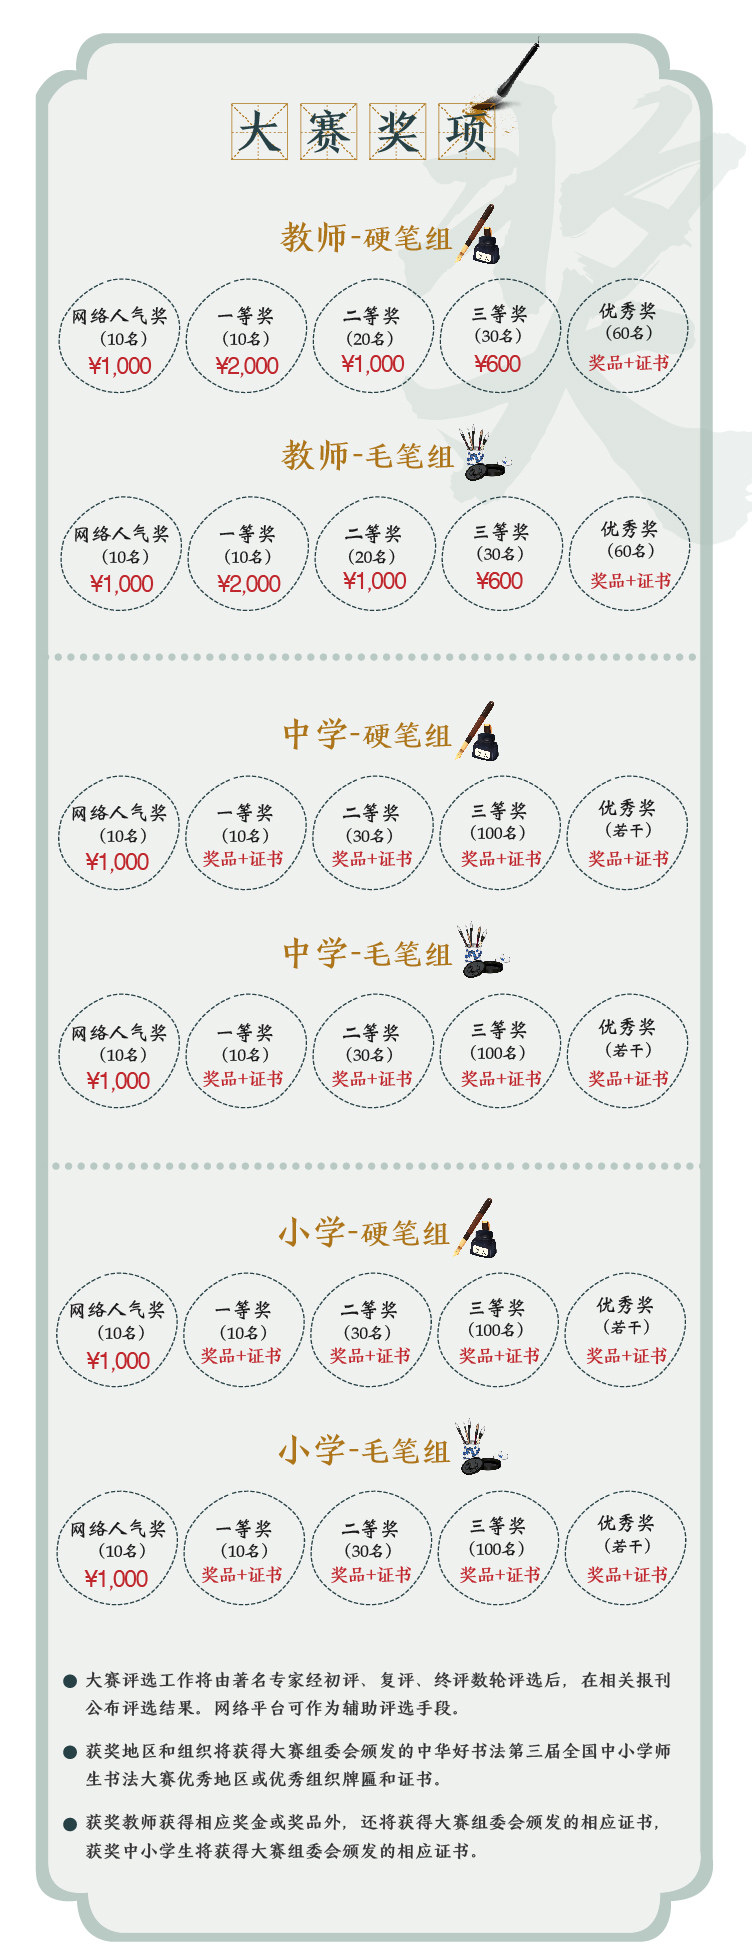 大赛奖项
教师-硬笔组
网络人气奖 一等奖 二等奖 三等奖 优秀奖
（10名） （10名） （20名） （30名） （60名）
¥1,000 ¥2,000 ¥1,000 ¥600 奖品+证书
教师-毛笔组
网络人气奖 一等奖 二等奖 三等奖 优秀奖
（10名） （10名） （20名） （30名） （60名）
¥1,000 ¥2,000 ¥1,000 ¥600 奖品+证书
中学-硬笔组
网络人气奖 一等奖 二等奖 三等奖 优秀奖
（10名） （10名） （30名） （100名） （若干）
¥1,000 奖品+证书 奖品+证书 奖品+证书 奖品+证书
中学-毛笔组
网络人气奖 一等奖 二等奖 三等奖 优秀奖
（10名） （10名） （30名） （100名） （若干）
¥1,000 奖品+证书 奖品+证书 奖品+证书 奖品+证书
小学-硬笔组
网络人气奖 一等奖 二等奖 三等奖 优秀奖
（10名） （10名） （30名） （100名） （若干）
¥1,000 奖品+证书 奖品+证书 奖品+证书 奖品+证书
小学-毛笔组
网络人气奖 一等奖 二等奖 三等奖 优秀奖
（10名） （10名） （30名） （100名） （若干）
¥1,000 奖品+证书 奖品+证书 奖品+证书 奖品+证书
● 大赛评选工作将由著名专家经初评、复评、终评数轮评选后，在相关报刊
公布评选结果。网络平台可作为辅助评选手段。
● 获奖地区和组织将获得大赛组委会颁发的中华好书法第三届全国中小学师
生书法大赛优秀地区或优秀组织牌匾和证书。
● 获奖教师获得相应奖金或奖品外，还将获得大赛组委会颁发的相应证书，
获奖中小学生将获得大赛组委会颁发的相应证书。
奖